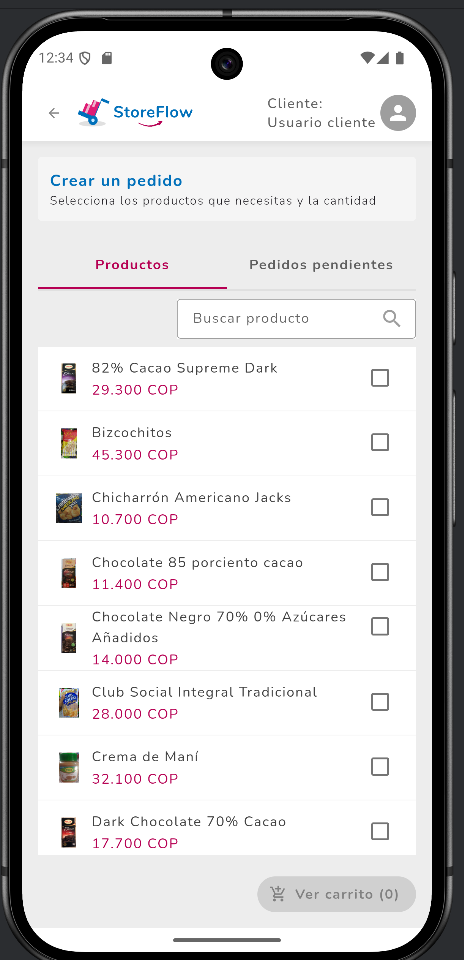 12:34
StoreFlow
Cliente:
Usuario cliente
Crear un pedido
Selecciona los productos que necesitas y la cantidad
Productos
Pedidos pendientes
Buscar producto
82% Cacao Supreme Dark
29.300 COP
Bizcochitos
45.300 COP
Chicharrón Americano Jacks
10.700 COP
Chocolate 85 porciento cacao
11.400 COP
Chocolate Negro 70% 0% Azúcares
Añadidos
14.000 COP
Club Social Integral Tradicional
28.000 COP
Crema de Maní
32.100 COP
Dark Chocolate 70% Cacao
17.700 COP
Ver carrito (0)